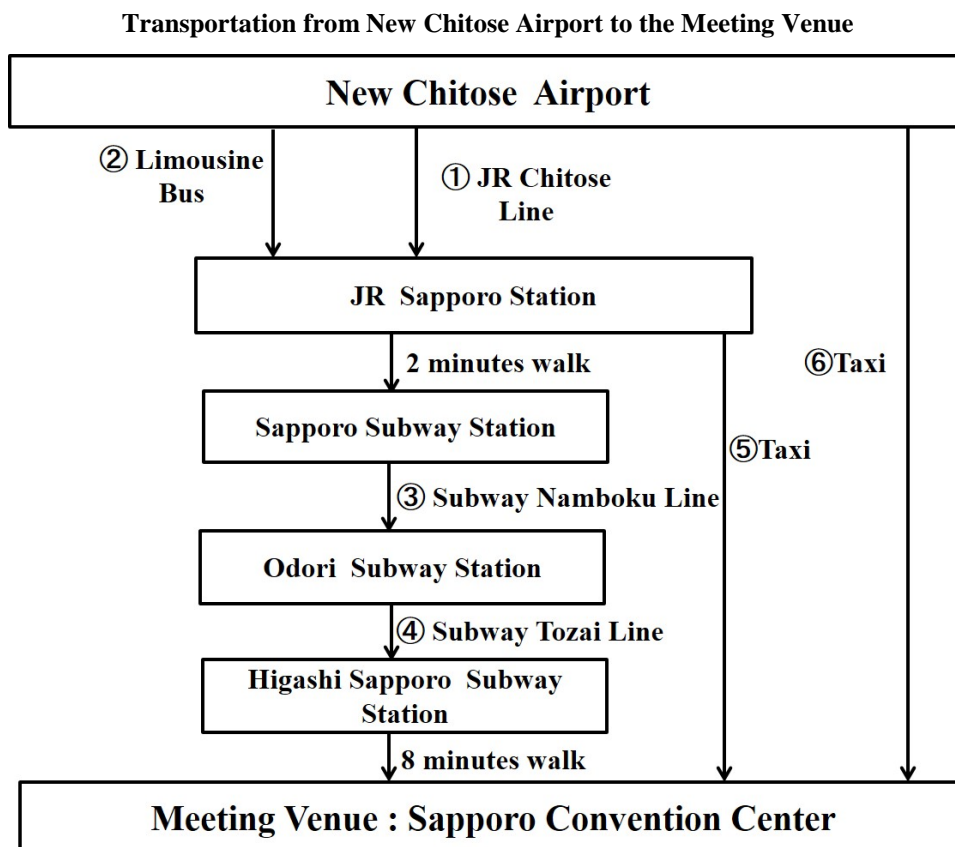 Transportation from New Chitose Airport to the Meeting Venue
New Chitose Airport
② Limousine
Bus
① JR Chitose
Line
JR Sapporo Station
2 minutes walk
⑥Taxi
Sapporo Subway Station
⑤Taxi
③ Subway Namboku Line
Odori Subway Station
④ Subway Tozai Line
Higashi Sapporo Subway
Station
8 minutes walk
Meeting Venue : Sapporo Convention Center